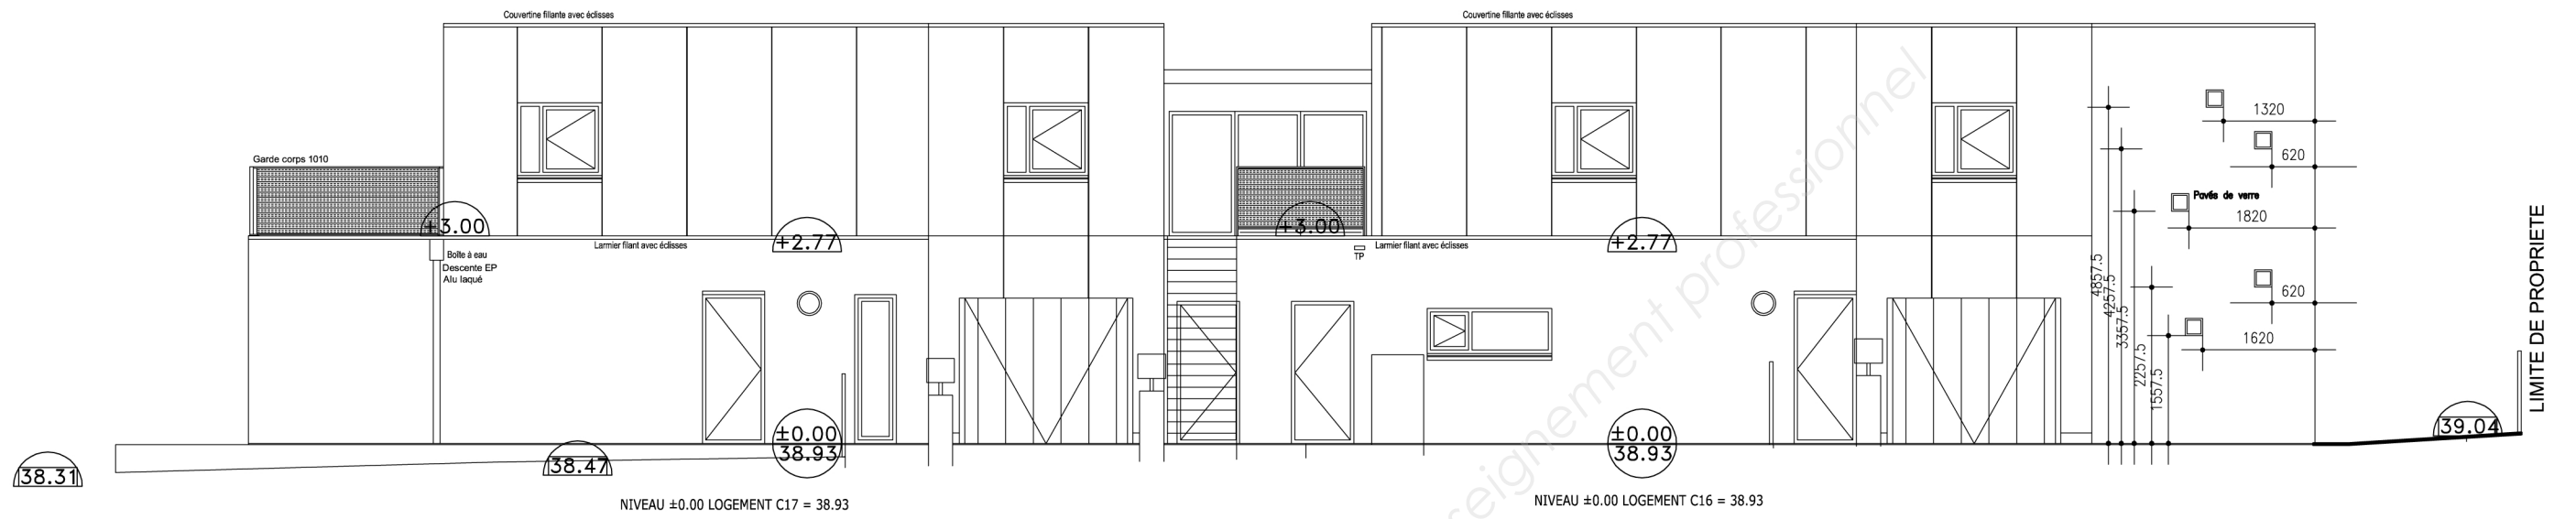 Couvertine fillante avec éclisses
Couvertine fillante avec éclisses
Garde corps 1010
+3.00
+2.77
+3.00
+2.77
Larmier filant avec éclisses
Larmier filant avec éclisses
Boîte à eau
Descente EP
Alu laqué
TP
1320
620
Pavés de verre
1820
620
1620
4857.5
4257.5
3357.5
2257.5
1557.5
LIMITE DE PROPRIETE
±0.00
38.93
±0.00
38.93
38.31
38.47
39.04
NIVEAU ±0.00 LOGEMENT C17 = 38.93
NIVEAU ±0.00 LOGEMENT C16 = 38.93
seignement professionnel